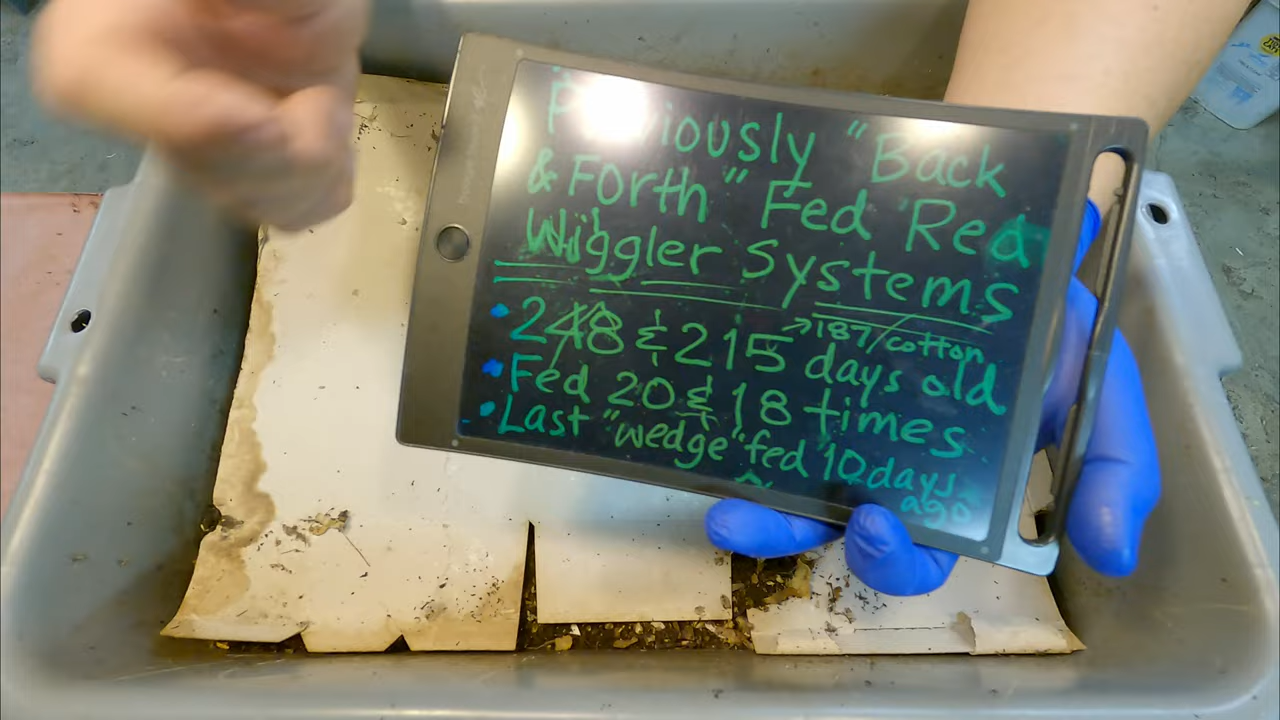 Previously "Back
& Forth" Fed Red
Wiggler Systems
• 248 & 215 →187/cotton
days old
• Fed 20 & 18 times
• Last "wedge" fed 10 days
ago